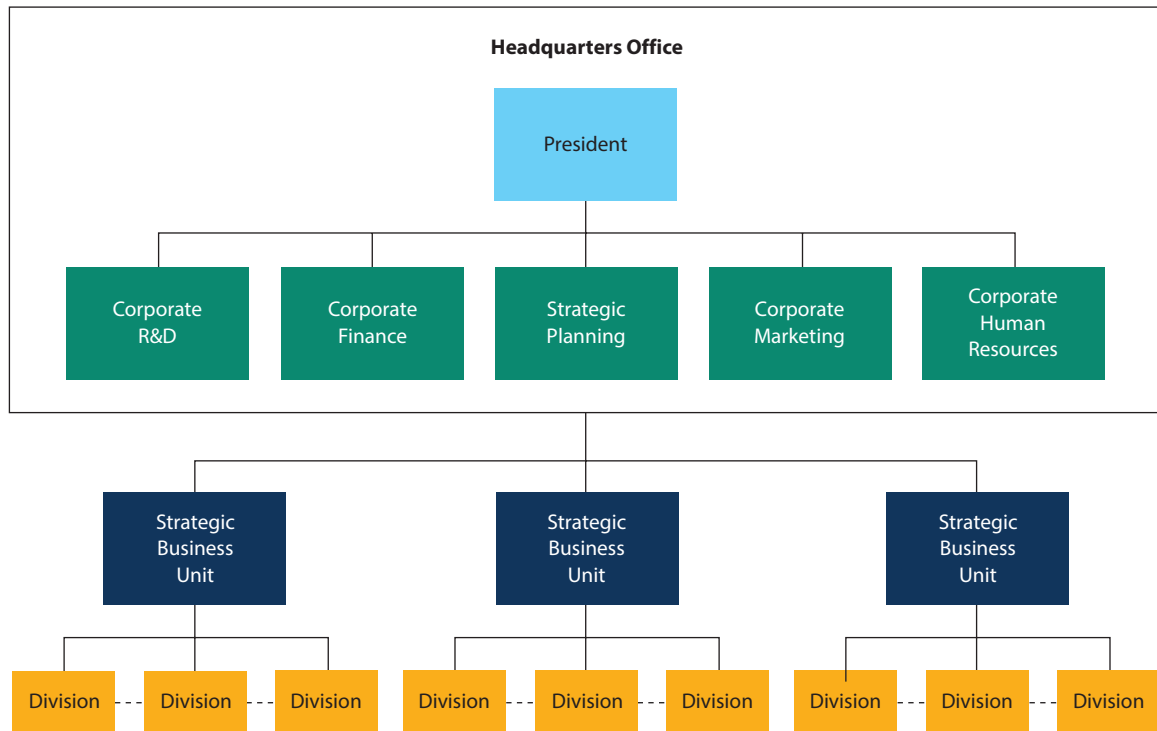 Headquarters Office
President
Corporate
R&D
Corporate
Finance
Strategic
Planning
Corporate
Marketing
Corporate
Human
Resources
Strategic
Business
Unit
Strategic
Business
Unit
Strategic
Business
Unit
Division
Division
Division
Division
Division
Division
Division
Division
Division